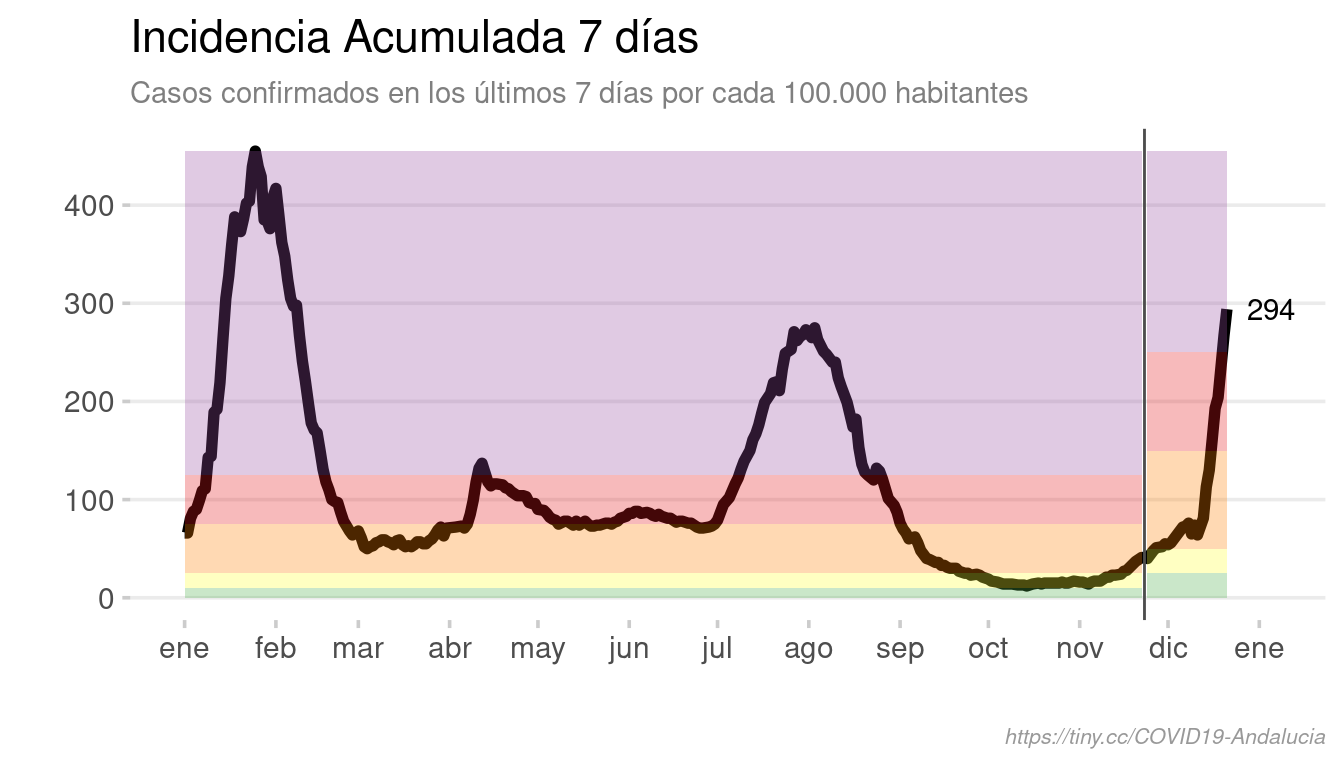 Incidencia Acumulada 7 días
Casos confirmados en los últimos 7 días por cada 100.000 habitantes
400
300
294
200
100
0
ene feb mar abr may jun jul ago sep oct nov dic ene
https://tiny.cc/COVID19-Andalucia